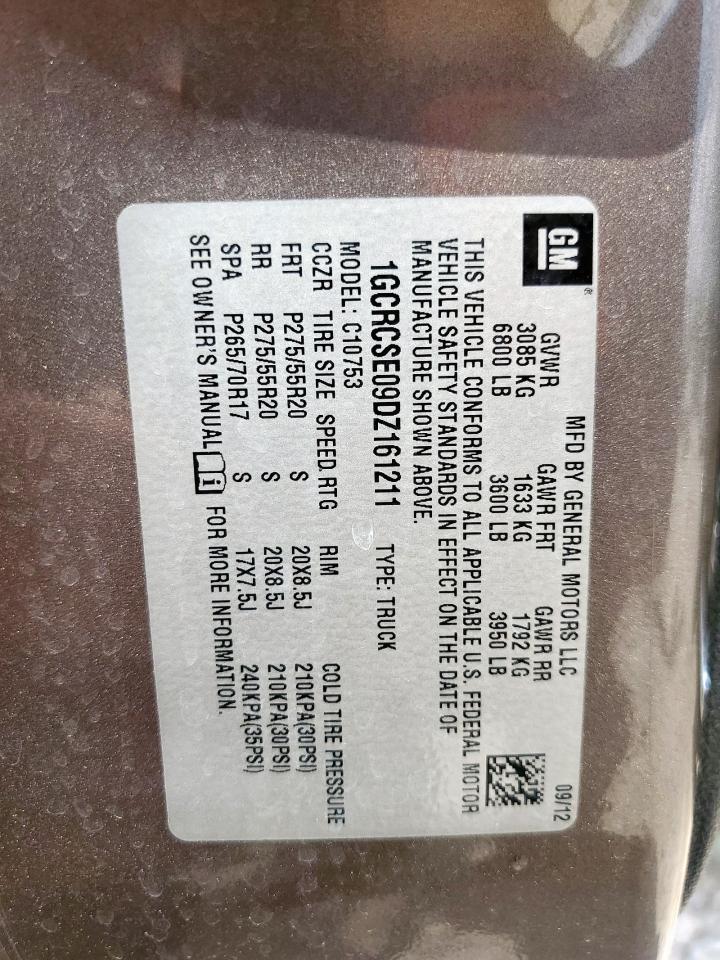 GM®
MFD BY GENERAL MOTORS LLC 09/12
GVWR GAWR FRT GAWR RR
3085 KG 1633 KG 1792 KG
6800 LB 3600 LB 3950 LB
THIS VEHICLE CONFORMS TO ALL APPLICABLE U.S. FEDERAL MOTOR
VEHICLE SAFETY STANDARDS IN EFFECT ON THE DATE OF
MANUFACTURE SHOWN ABOVE.
1GCRCSE09DZ161211 TYPE: TRUCK
MODEL: C10753
CCZR TIRE SIZE SPEED RTG RIM COLD TIRE PRESSURE
FRT P275/55R20 S 20X8.5J 210KPA(30PSI)
RR P275/55R20 S 20X8.5J 210KPA(30PSI)
SPA P265/70R17 S 17X7.5J 240KPA(35PSI)
SEE OWNER'S MANUAL i FOR MORE INFORMATION.